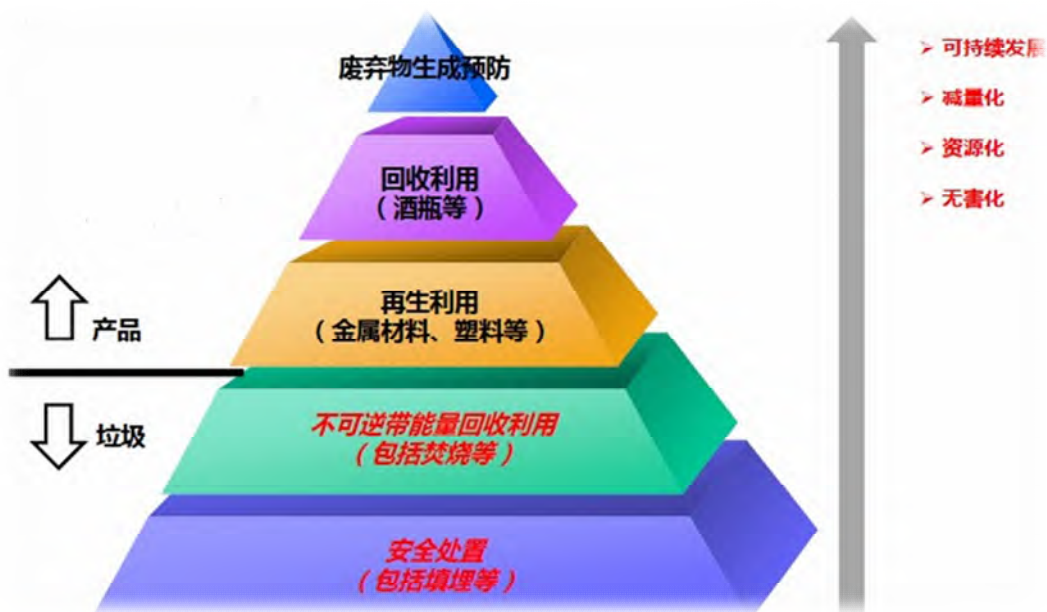 废弃物生成预防
回收利用
（酒瓶等）
再生利用
（金属材料、塑料等）
不可逆带能量回收利用
（包括焚烧等）
安全处置
（包括填埋等）
产品
垃圾
➢ 可持续发展
➢ 减量化
➢ 资源化
➢ 无害化